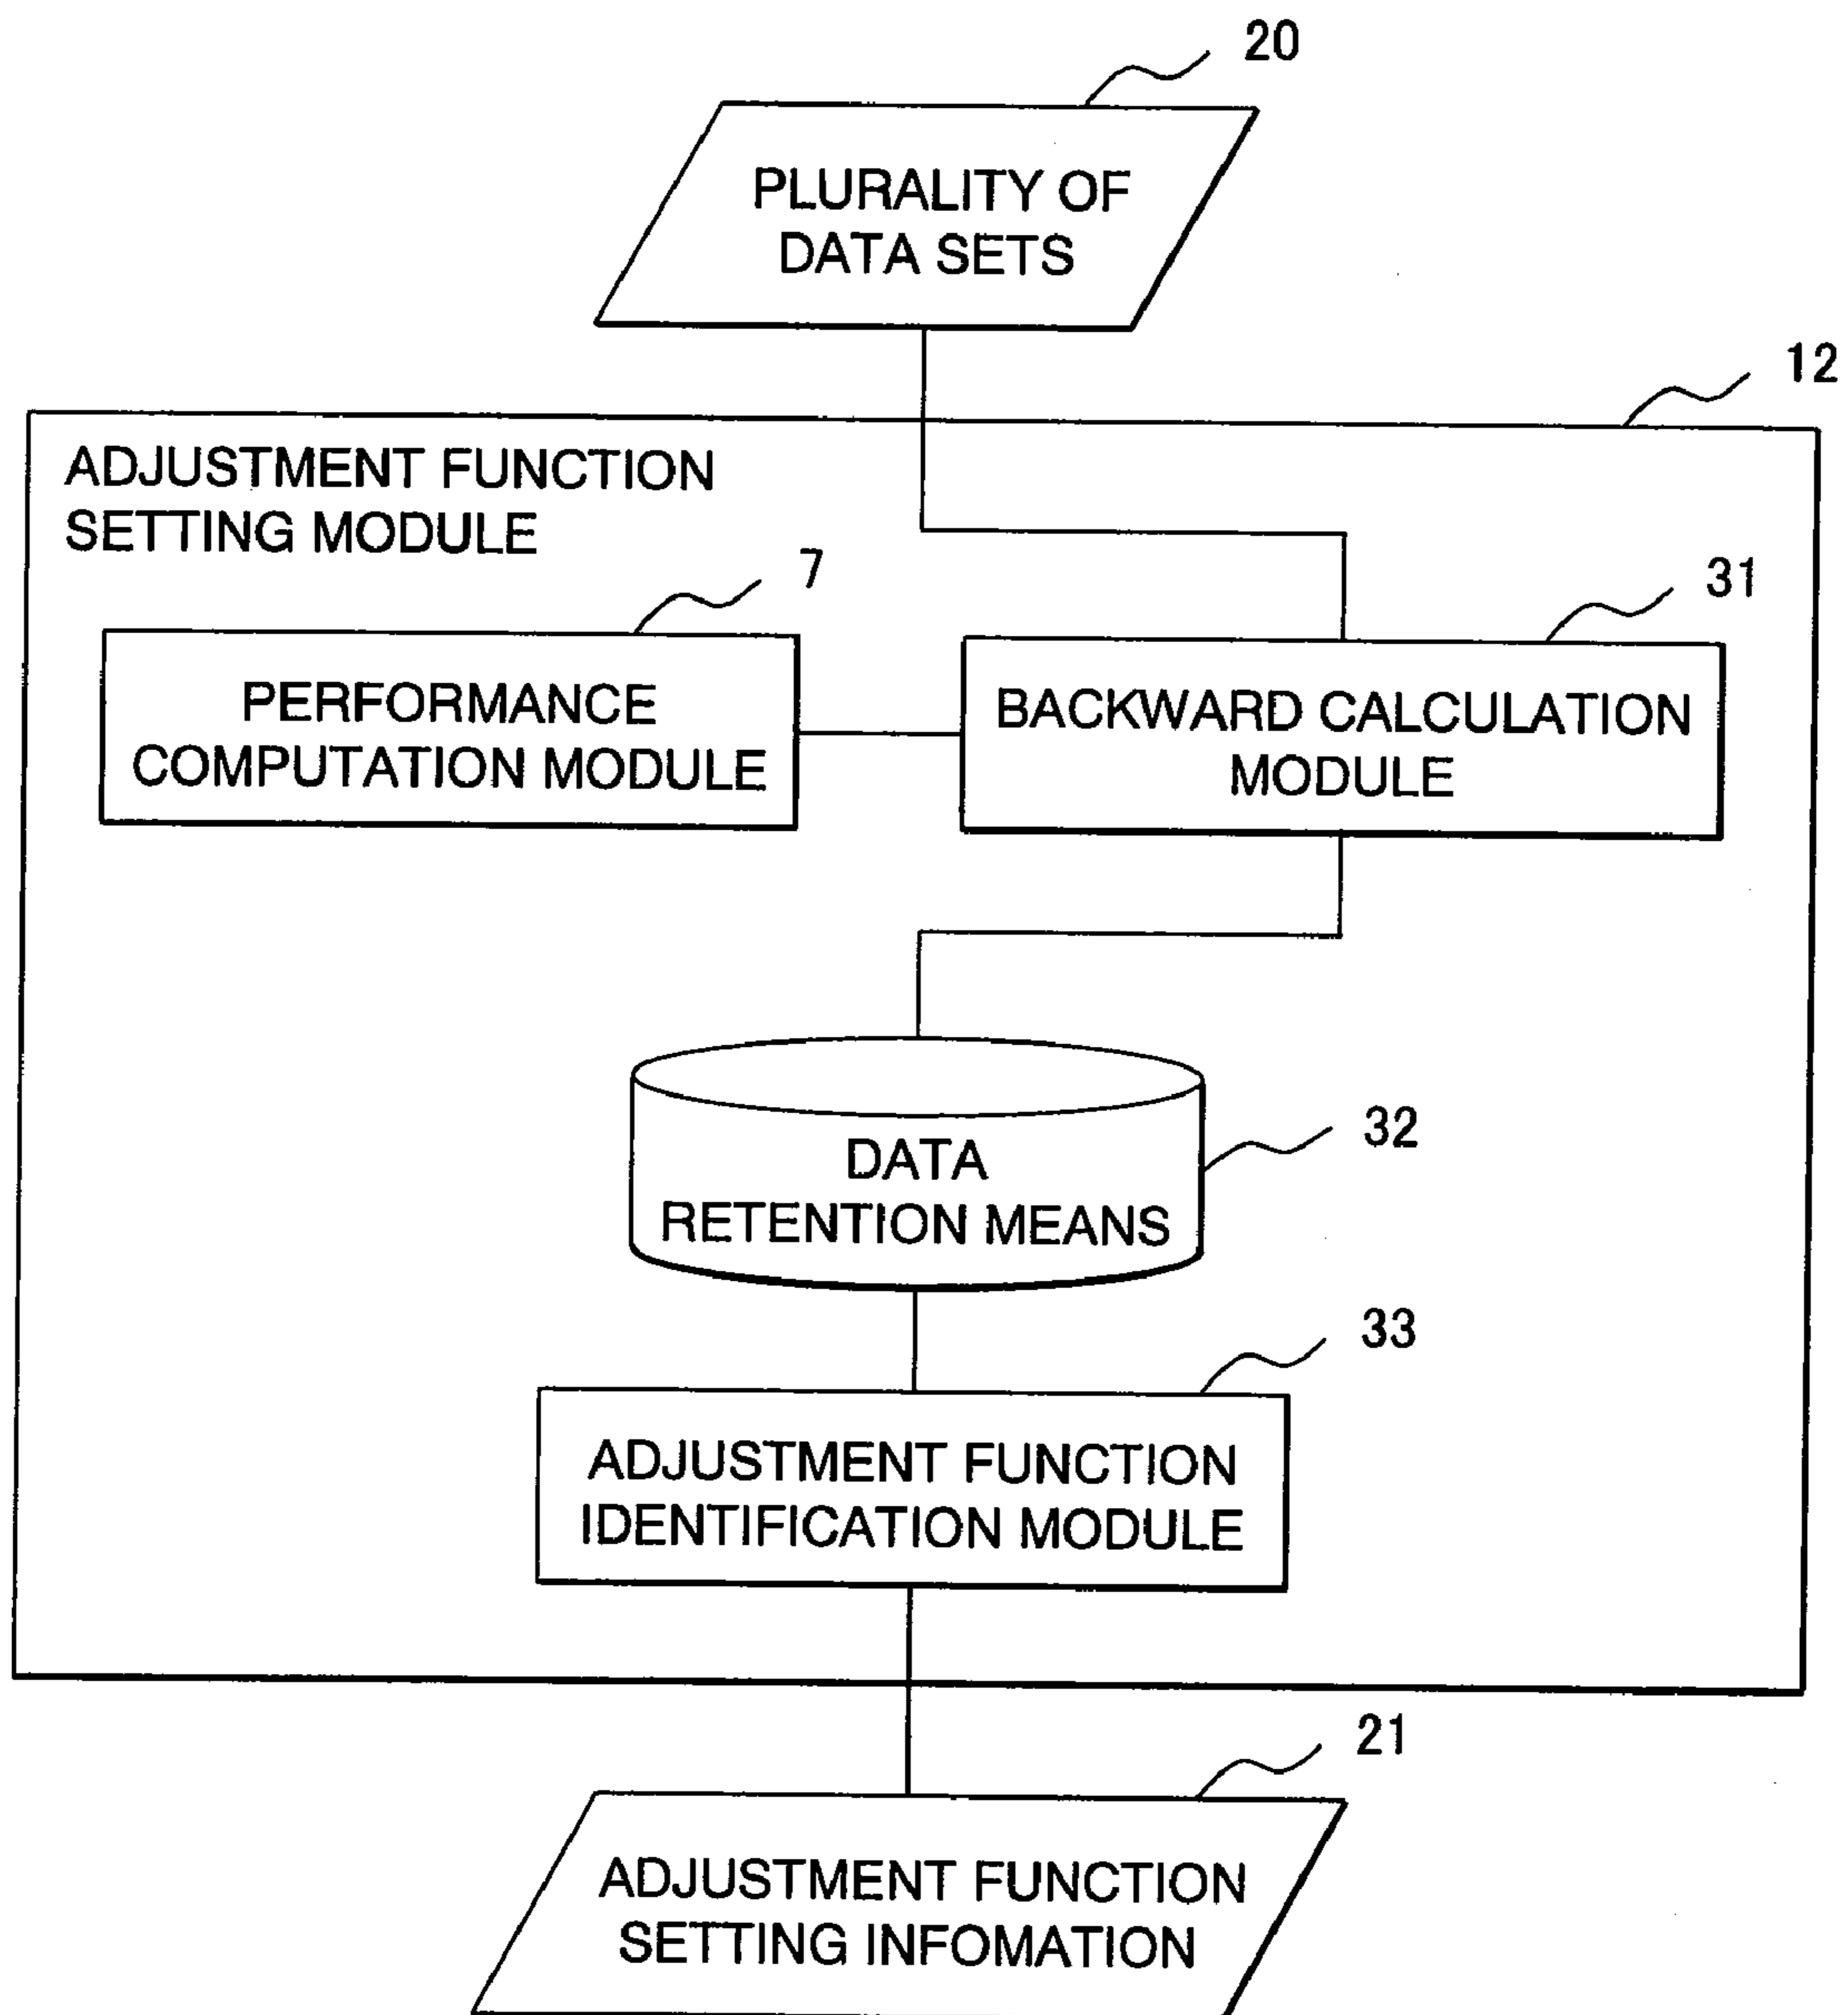 20
PLURALITY OF
DATA SETS
12
ADJUSTMENT FUNCTION
SETTING MODULE
7
31
PERFORMANCE
COMPUTATION MODULE
BACKWARD CALCULATION
MODULE
32
DATA
RETENTION MEANS
33
ADJUSTMENT FUNCTION
IDENTIFICATION MODULE
21
ADJUSTMENT FUNCTION
SETTING INFOMATION